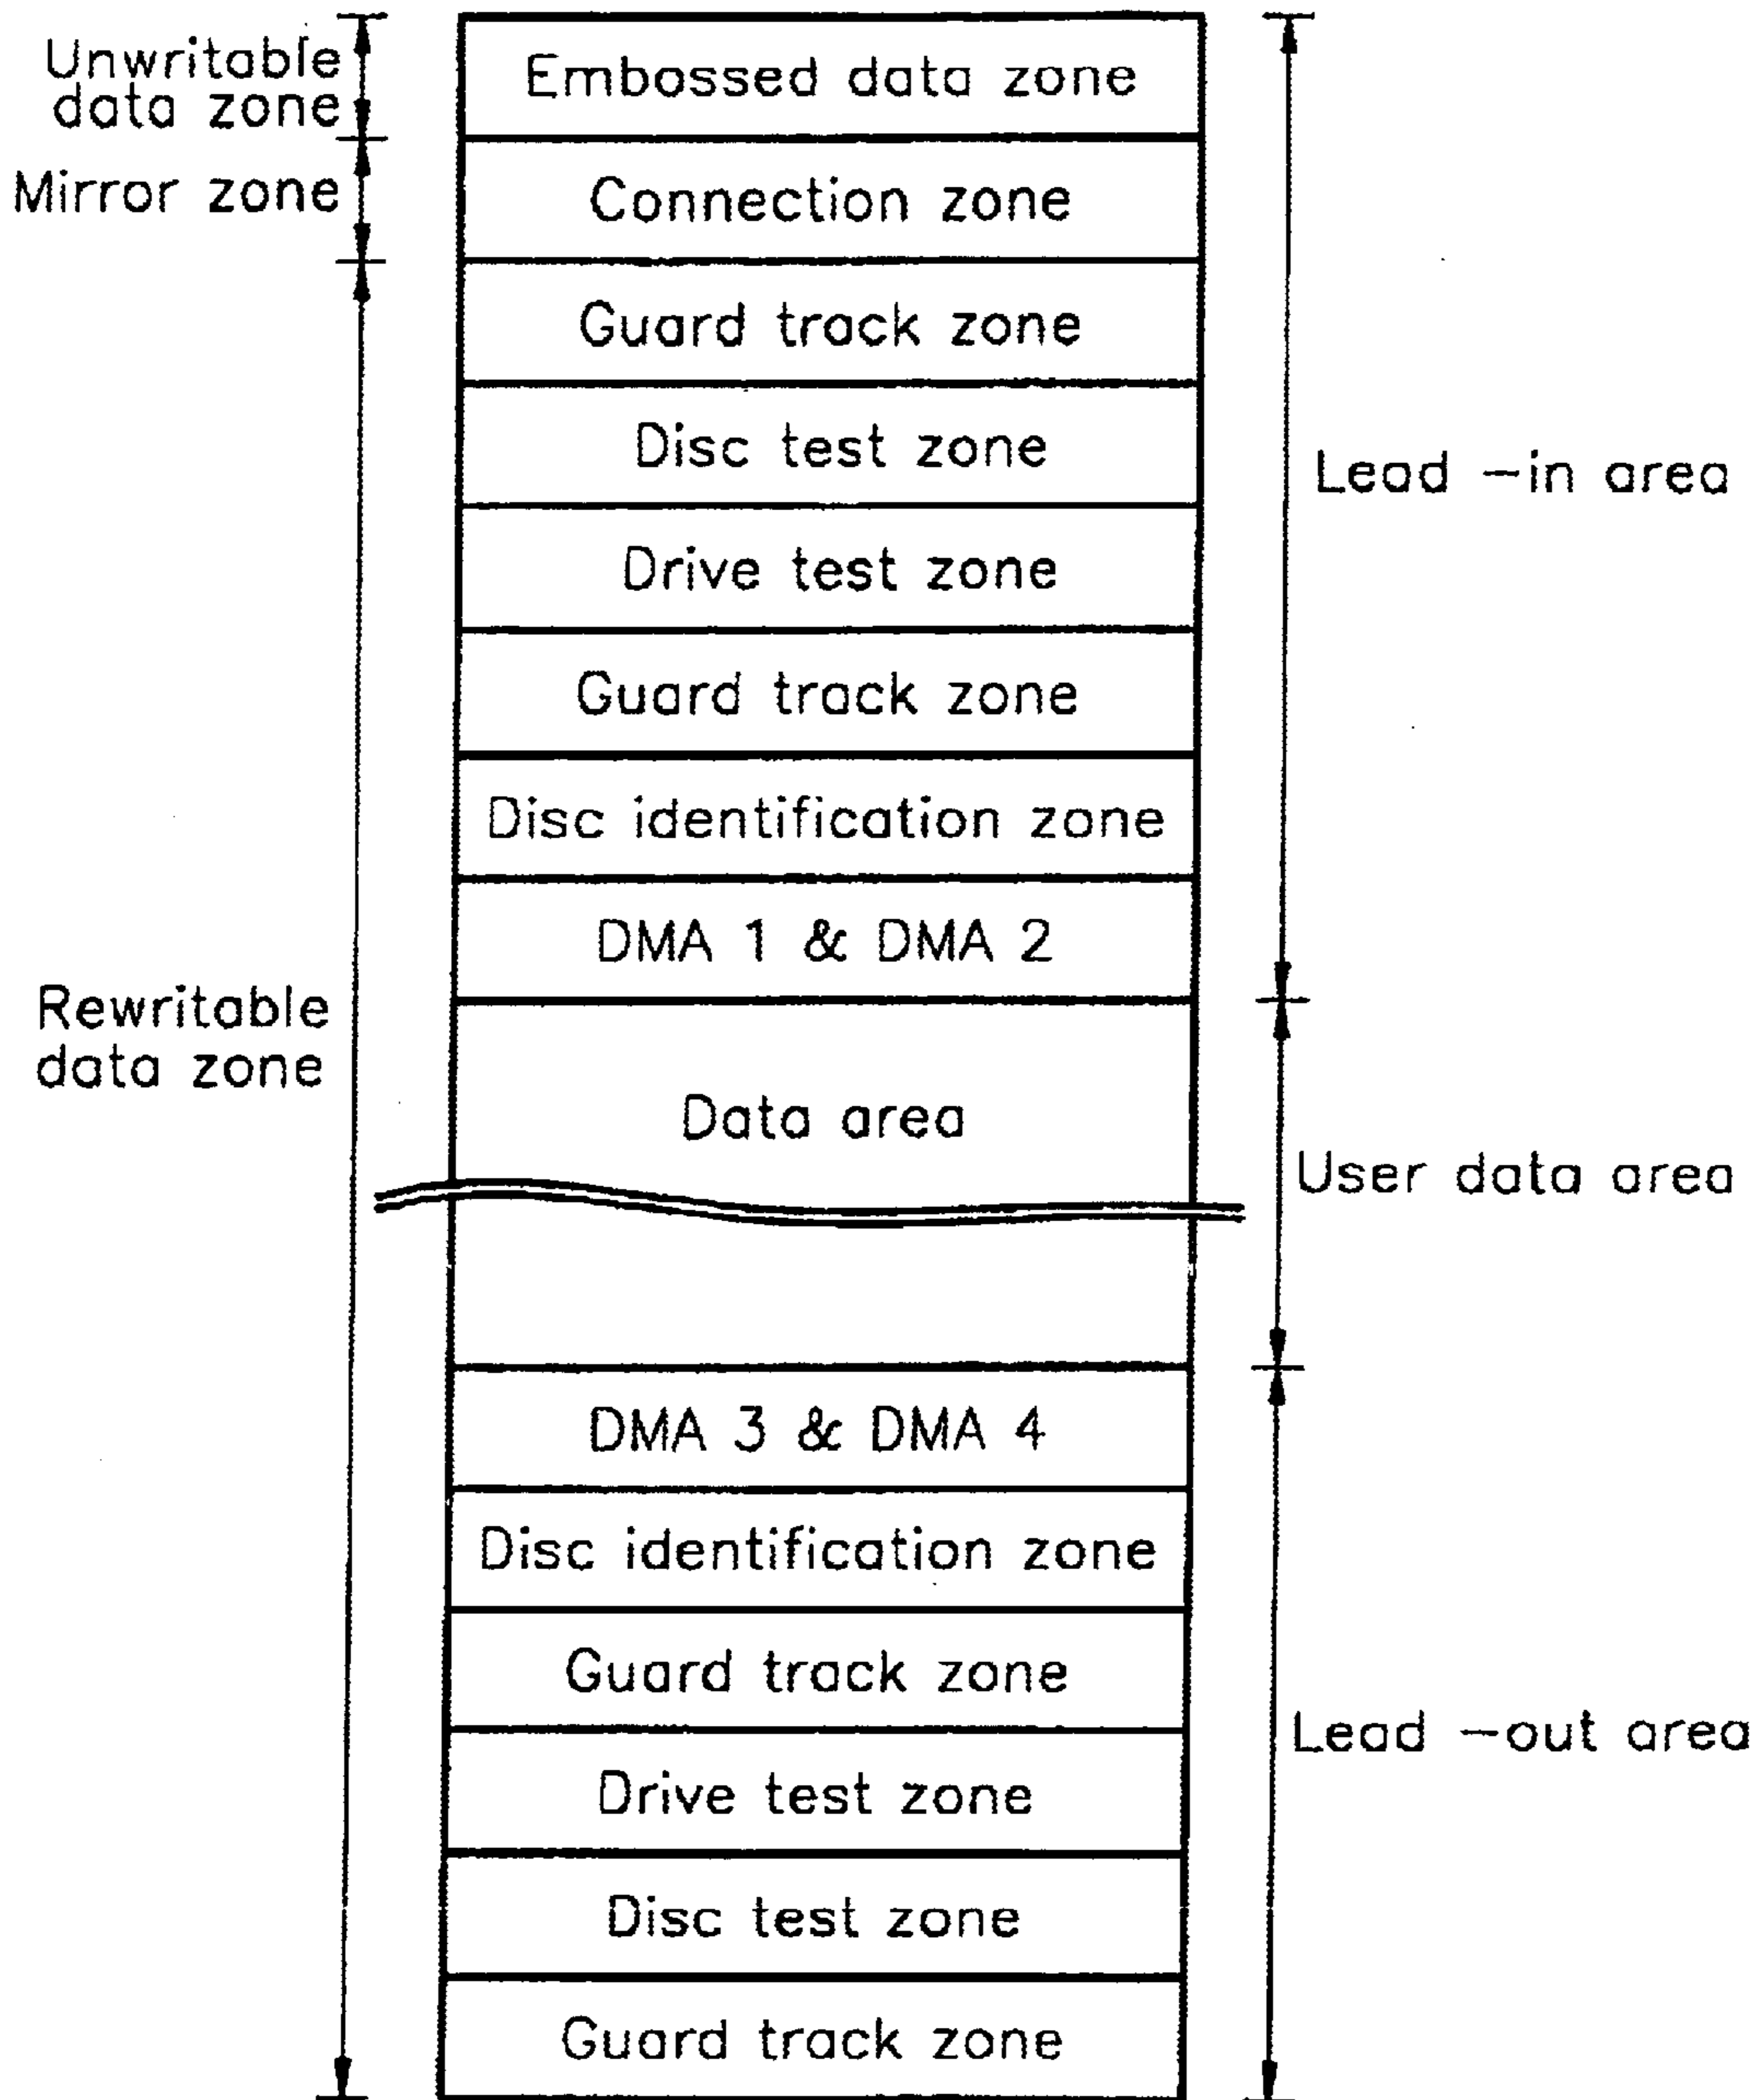 Unwritable
data zone
Embossed data zone
Mirror zone
Connection zone
Guard track zone
Disc test zone
Lead -in area
Drive test zone
Guard track zone
Disc identification zone
DMA 1 & DMA 2
Rewritable
data zone
Data area
User data area
DMA 3 & DMA 4
Disc identification zone
Guard track zone
Lead -out area
Drive test zone
Disc test zone
Guard track zone